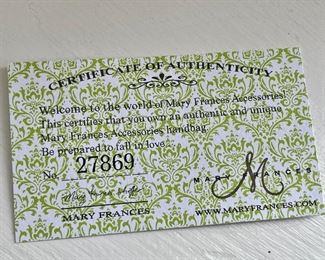 CERTIFICATE OF AUTHENTICITY
Welcome to the world of Mary Frances Accessories!
This certifies that you own an authentic and unique
Mary Frances Accessories handbag.
Be prepared to fall in love...
No. 27869
MARY FRANCES
M
MARY FRANCES
WWW.MARYFRANCES.COM